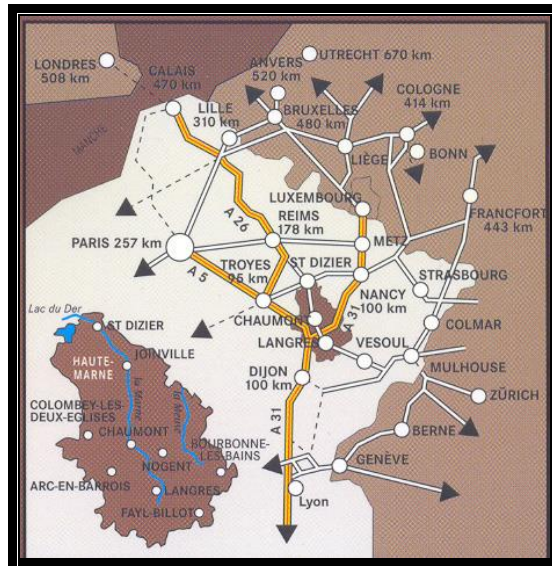 LONDRES
508 km
CALAIS
470 km
ANVERS
520 km
UTRECHT 670 km
LILLE
310 km
BRUXELLES
480 km
COLOGNE
414 km
MANCHE
LIÈGE
BONN
LUXEMBOURG
FRANCFORT
443 km
A 26
REIMS
178 km
PARIS 257 km
METZ
A 5
TROYES
95 km
ST DIZIER
STRASBOURG
NANCY
100 km
A 31
CHAUMONT
COLMAR
LANGRES
VESOUL
MULHOUSE
DIJON
100 km
ZÜRICH
A 31
BERNE
GENÈVE
Lyon
Lac du Der
ST DIZIER
HAUTE-
MARNE
JOINVILLE
la Marne
la Meuse
COLOMBEY-LES-
DEUX-EGLISES
CHAUMONT
BOURBONNE-
LES-BAINS
NOGENT
ARC-EN-BARROIS
LANGRES
FAYL-BILLOT